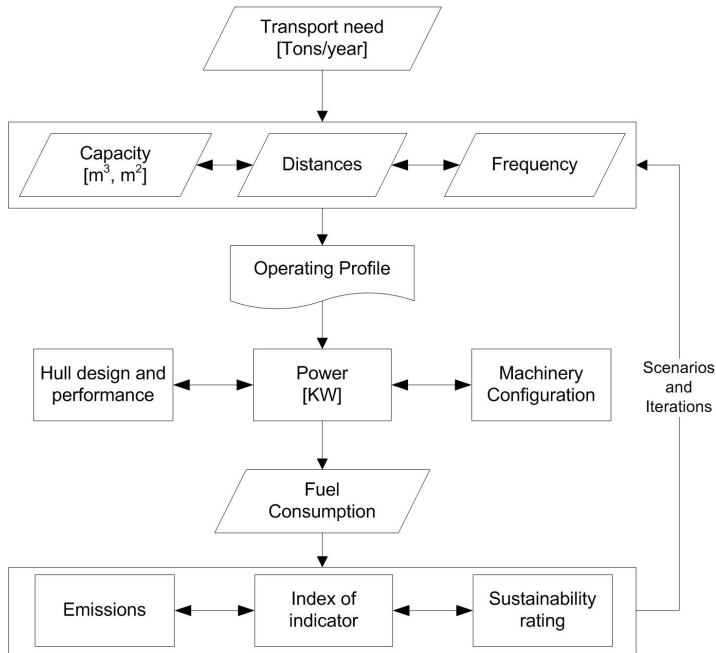 Transport need
[Tons/year]
Capacity
[m³, m²]
Distances
Frequency
Operating Profile
Hull design and
performance
Power
[KW]
Machinery
Configuration
Scenarios
and
Iterations
Fuel
Consumption
Emissions
Index of
indicator
Sustainability
rating